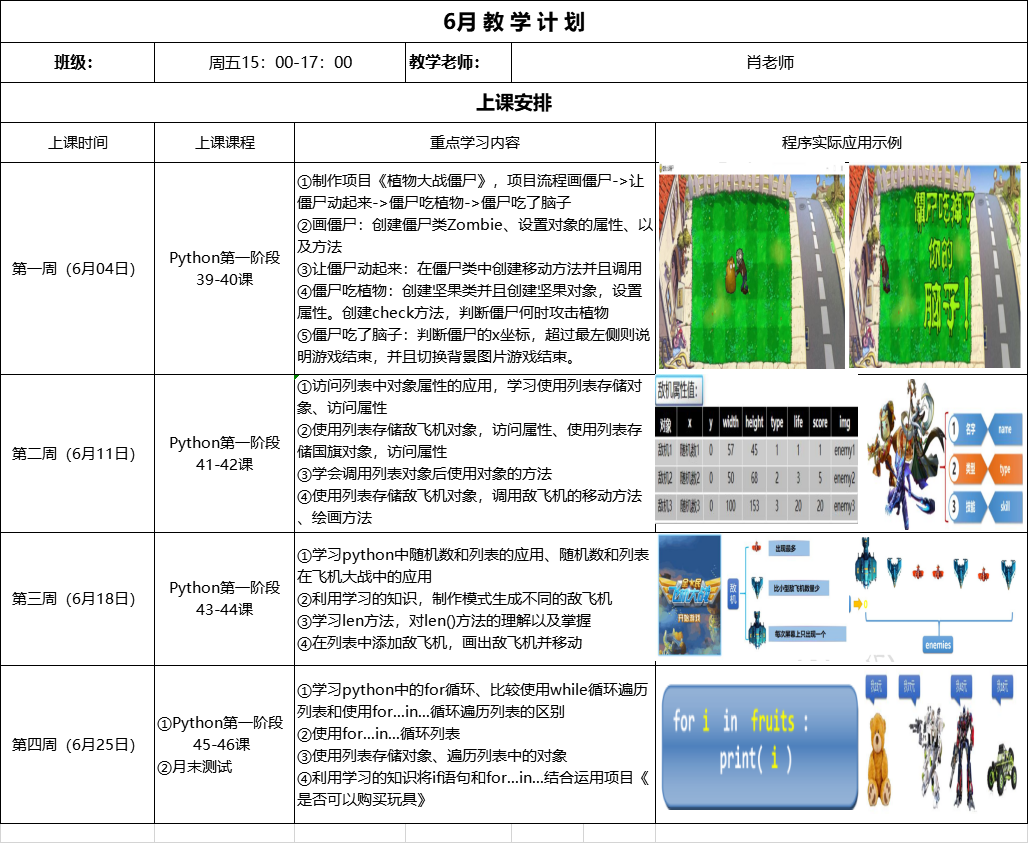 6月 教 学 计 划
班级：
周五15：00-17：00
教学老师：
肖老师
上课安排
上课时间
上课课程
重点学习内容
程序实际应用示例
第一周（6月04日）
Python第一阶段
39-40课
①制作项目《植物大战僵尸》，项目流程画僵尸->让
僵尸动起来->僵尸吃植物->僵尸吃了脑子
②画僵尸：创建僵尸类Zombie、设置对象的属性、以
及方法
③让僵尸动起来：在僵尸类中创建移动方法并且调用
④僵尸吃植物：创建坚果类并且创建坚果对象，设置
属性。创建check方法，判断僵尸何时攻击植物
⑤僵尸吃了脑子：判断僵尸的x坐标，超过最左侧则说
明游戏结束，并且切换背景图片游戏结束。
僵尸吃掉了
你的
脑子！
第二周（6月11日）
Python第一阶段
41-42课
①访问列表中对象属性的应用，学习使用列表存储对
象、访问属性
②使用列表存储敌飞机对象，访问属性、使用列表存
储国旗对象，访问属性
③学会调用列表对象后使用对象的方法
④使用列表存储敌飞机对象，调用敌飞机的移动方法
、绘画方法
敌机属性值：
对象 x y width height type life score img
敌机1 随机数1 0 57 45 1 1 1 enemy1
敌机2 随机数2 0 50 68 2 3 5 enemy2
敌机3 随机数3 0 100 153 3 20 20 enemy3
1 名字 name
2 类型 type
3 技能 skill
第三周（6月18日）
Python第一阶段
43-44课
①学习python中随机数和列表的应用、随机数和列表
在飞机大战中的应用
②利用学习的知识，制作模式生成不同的敌飞机
③学习len方法，对len()方法的理解以及掌握
④在列表中添加敌飞机，画出敌飞机并移动
开始游戏
敌机
出现最多
比小型敌飞机数量少
每次屏幕上只出现一个
enemies
第四周（6月25日）
①Python第一阶段
45-46课
②月末测试
①学习python中的for循环、比较使用while循环遍历
列表和使用for...in...循环遍历列表的区别
②使用for...in...循环列表
③使用列表存储对象、遍历列表中的对象
④利用学习的知识将if语句和for...in...结合运用项目《
是否可以购买玩具》
for i in fruits :
print( i )